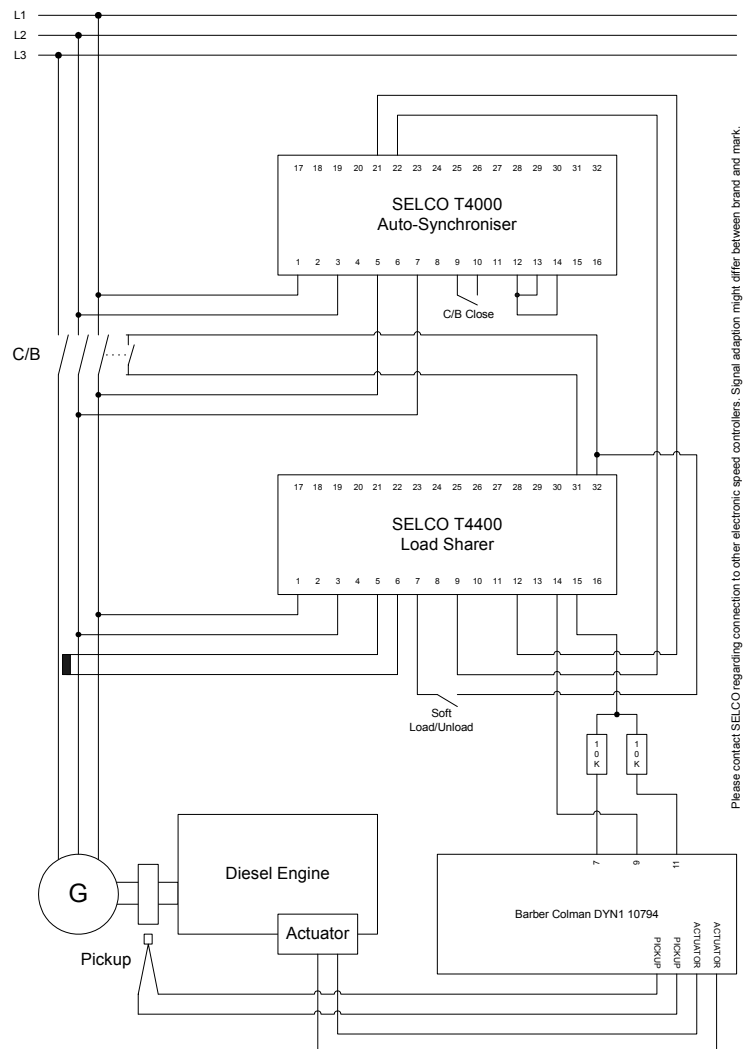 L1
L2
L3
17 18 19 20 21 22 23 24 25 26 27 28 29 30 31 32
SELCO T4000
Auto-Synchroniser
1 2 3 4 5 6 7 8 9 10 11 12 13 14 15 16
C/B Close
C/B
17 18 19 20 21 22 23 24 25 26 27 28 29 30 31 32
SELCO T4400
Load Sharer
1 2 3 4 5 6 7 8 9 10 11 12 13 14 15 16
Soft
Load/Unload
10K
10K
7 9 11
Barber Colman DYN1 10794
PICKUP
PICKUP
ACTUATOR
ACTUATOR
Diesel Engine
Actuator
G
Pickup
Please contact SELCO regarding connection to other electronic speed controllers. Signal adaption might differ between brand and mark.